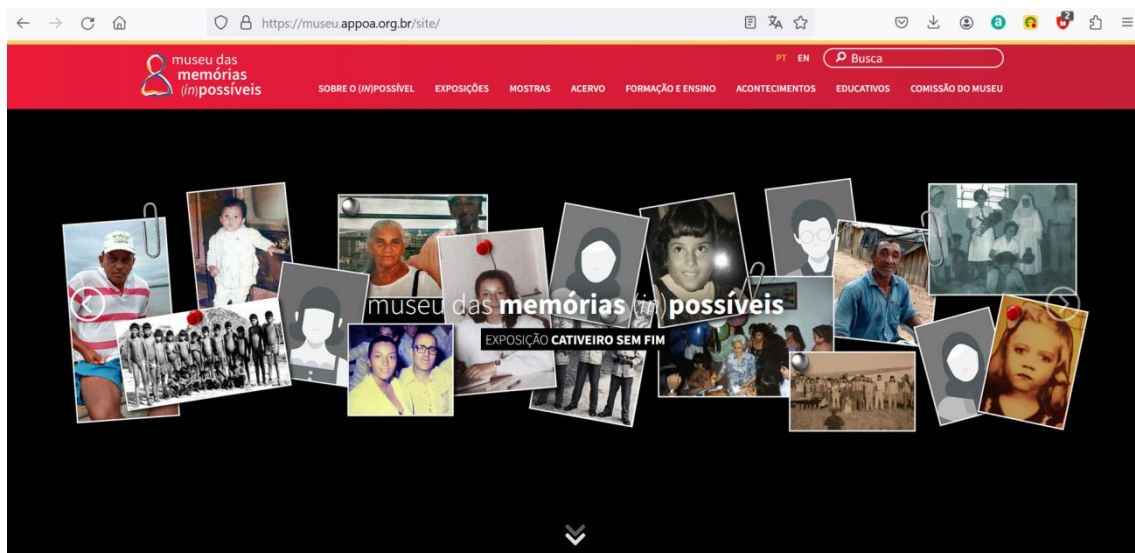 https://museu.appoa.org.br/site/
2
museu das
memórias
(in)possíveis
PT EN
Busca
SOBRE O (IN)POSSÍVEL EXPOSIÇÕES MOSTRAS ACERVO FORMAÇÃO E ENSINO ACONTECIMENTOS EDUCATIVOS COMISSÃO DO MUSEU
museu das memórias (in)possíveis
EXPOSIÇÃO CATIVEIRO SEM FIM